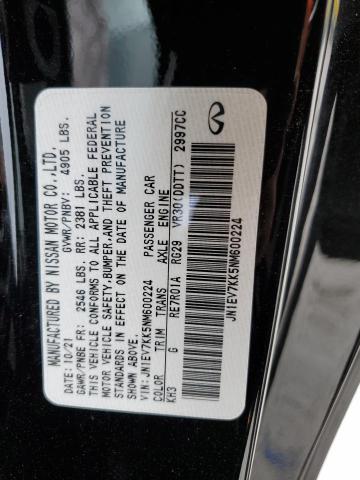 MANUFACTURED BY NISSAN MOTOR CO.,LTD.
DATE: 10/21 GVWR/PNBV: 4905 LBS.
GAWR/PNBE FR: 2546 LBS. RR: 2381 LBS.
THIS VEHICLE CONFORMS TO ALL APPLICABLE FEDERAL
MOTOR VEHICLE SAFETY,BUMPER,AND THEFT PREVENTION
STANDARDS IN EFFECT ON THE DATE OF MANUFACTURE
SHOWN ABOVE.
VIN: JN1EV7KK5NM600224 PASSENGER CAR
COLOR TRIM TRANS AXLE ENGINE
KH3 G RE7R01A RG29 VR30(DDTT) 2997CC
JN1EV7KK5NM600224